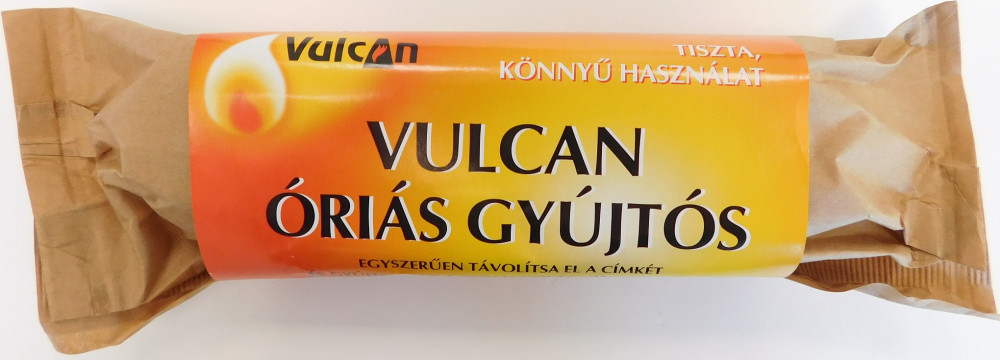 Vulcan
TISZTA,
KÖNNYŰ HASZNÁLAT
VULCAN
ÓRIÁS GYÚJTÓS
EGYSZERŰEN TÁVOLÍTSA EL A CÍMKÉT